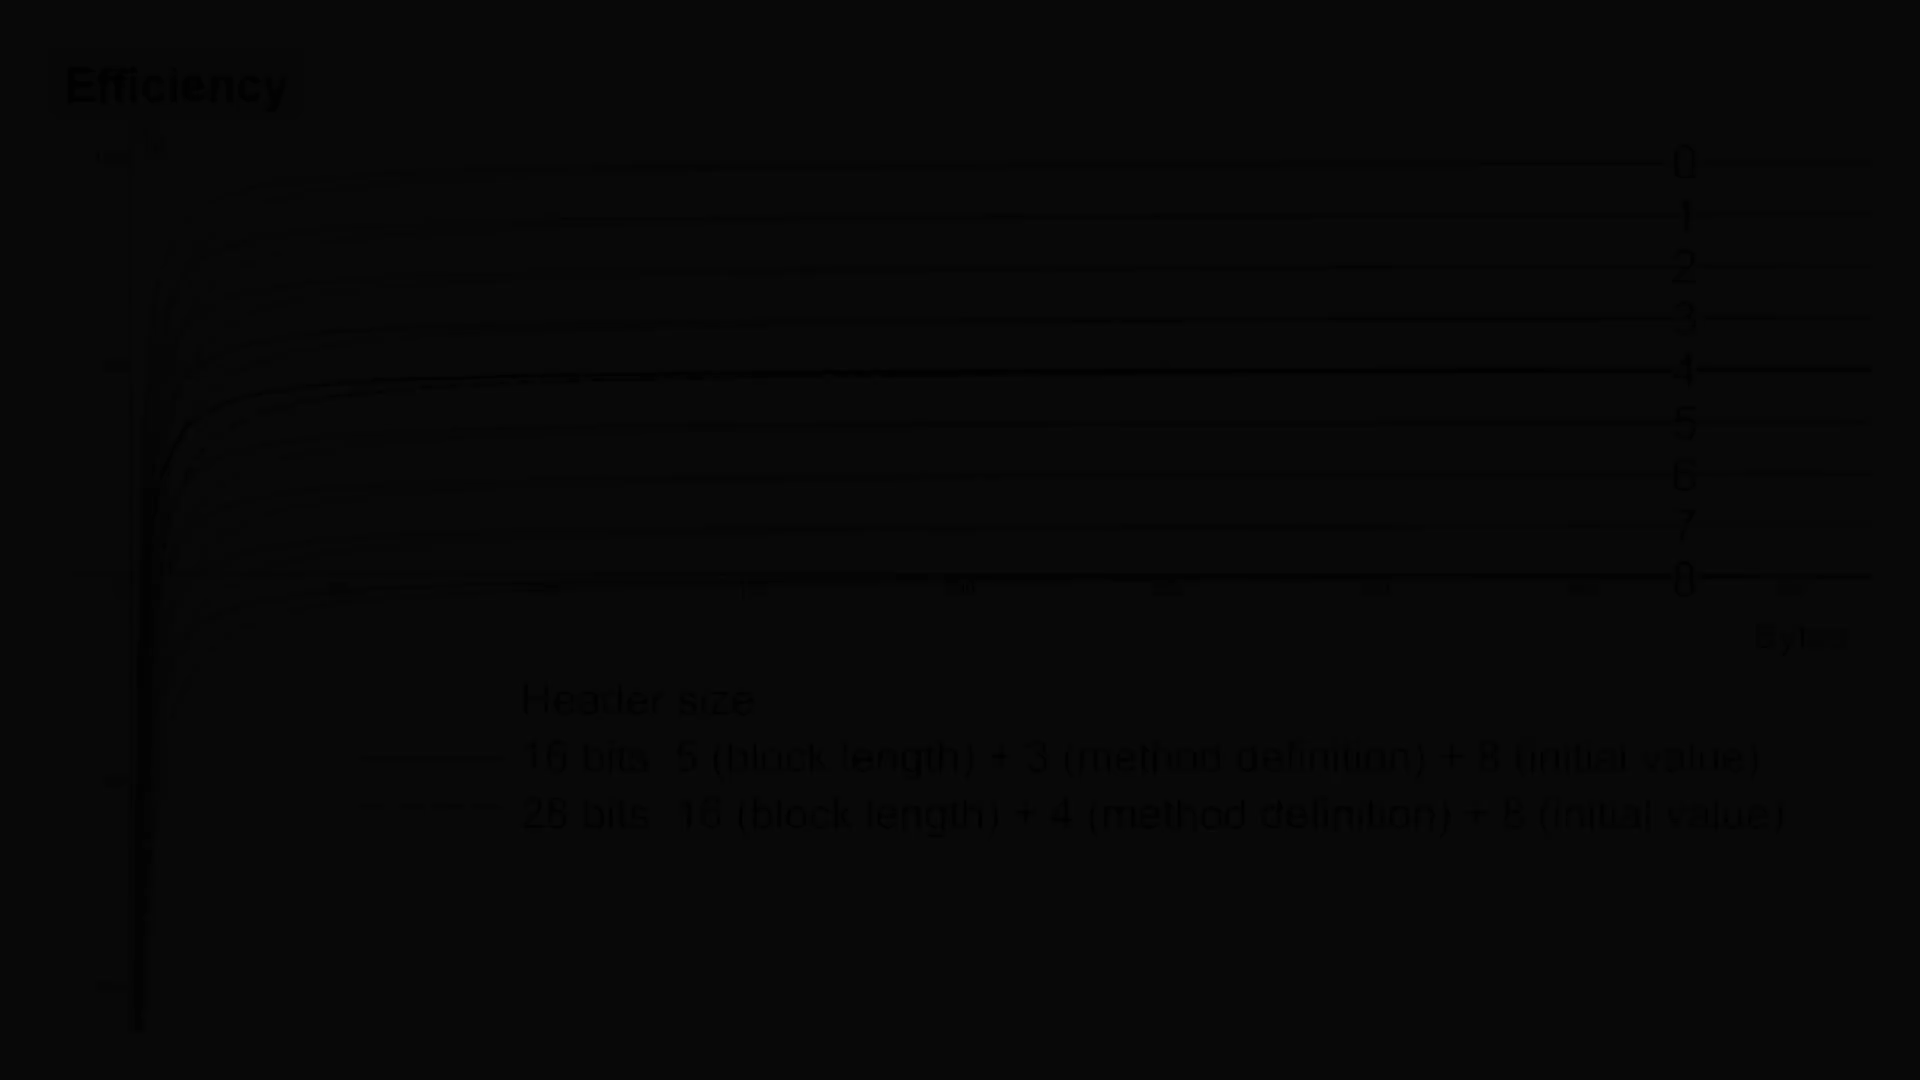 Efficiency
0
1
2
3
4
5
6
7
8
Bytes
Header size
16 bits 5 (block length) + 3 (method definition) + 8 (initial value)
28 bits 16 (block length) + 4 (method definition) + 8 (initial value)